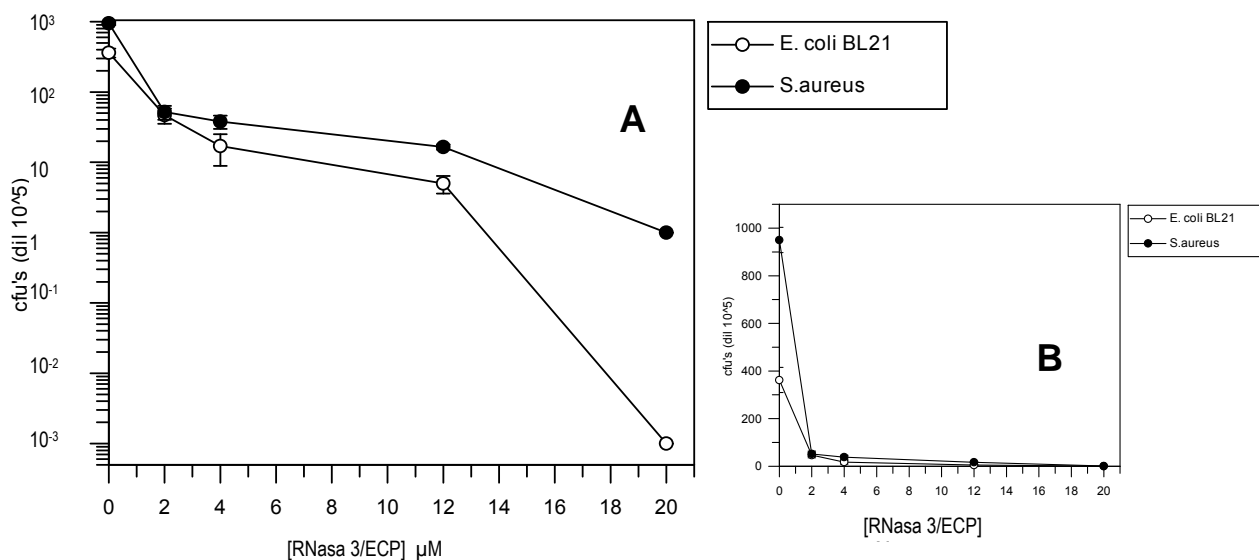 10³
10²
10
1
10⁻¹
10⁻²
10⁻³
cfu's (dil 10^5)
0 2 4 6 8 10 12 14 16 18 20
[RNasa 3/ECP] µM
A
E. coli BL21
S.aureus
1000
800
600
400
200
0
cfu's (dil 10^5)
0 2 4 6 8 10 12 14 16 18 20
[RNasa 3/ECP]
B
E. coli BL21
S.aureus